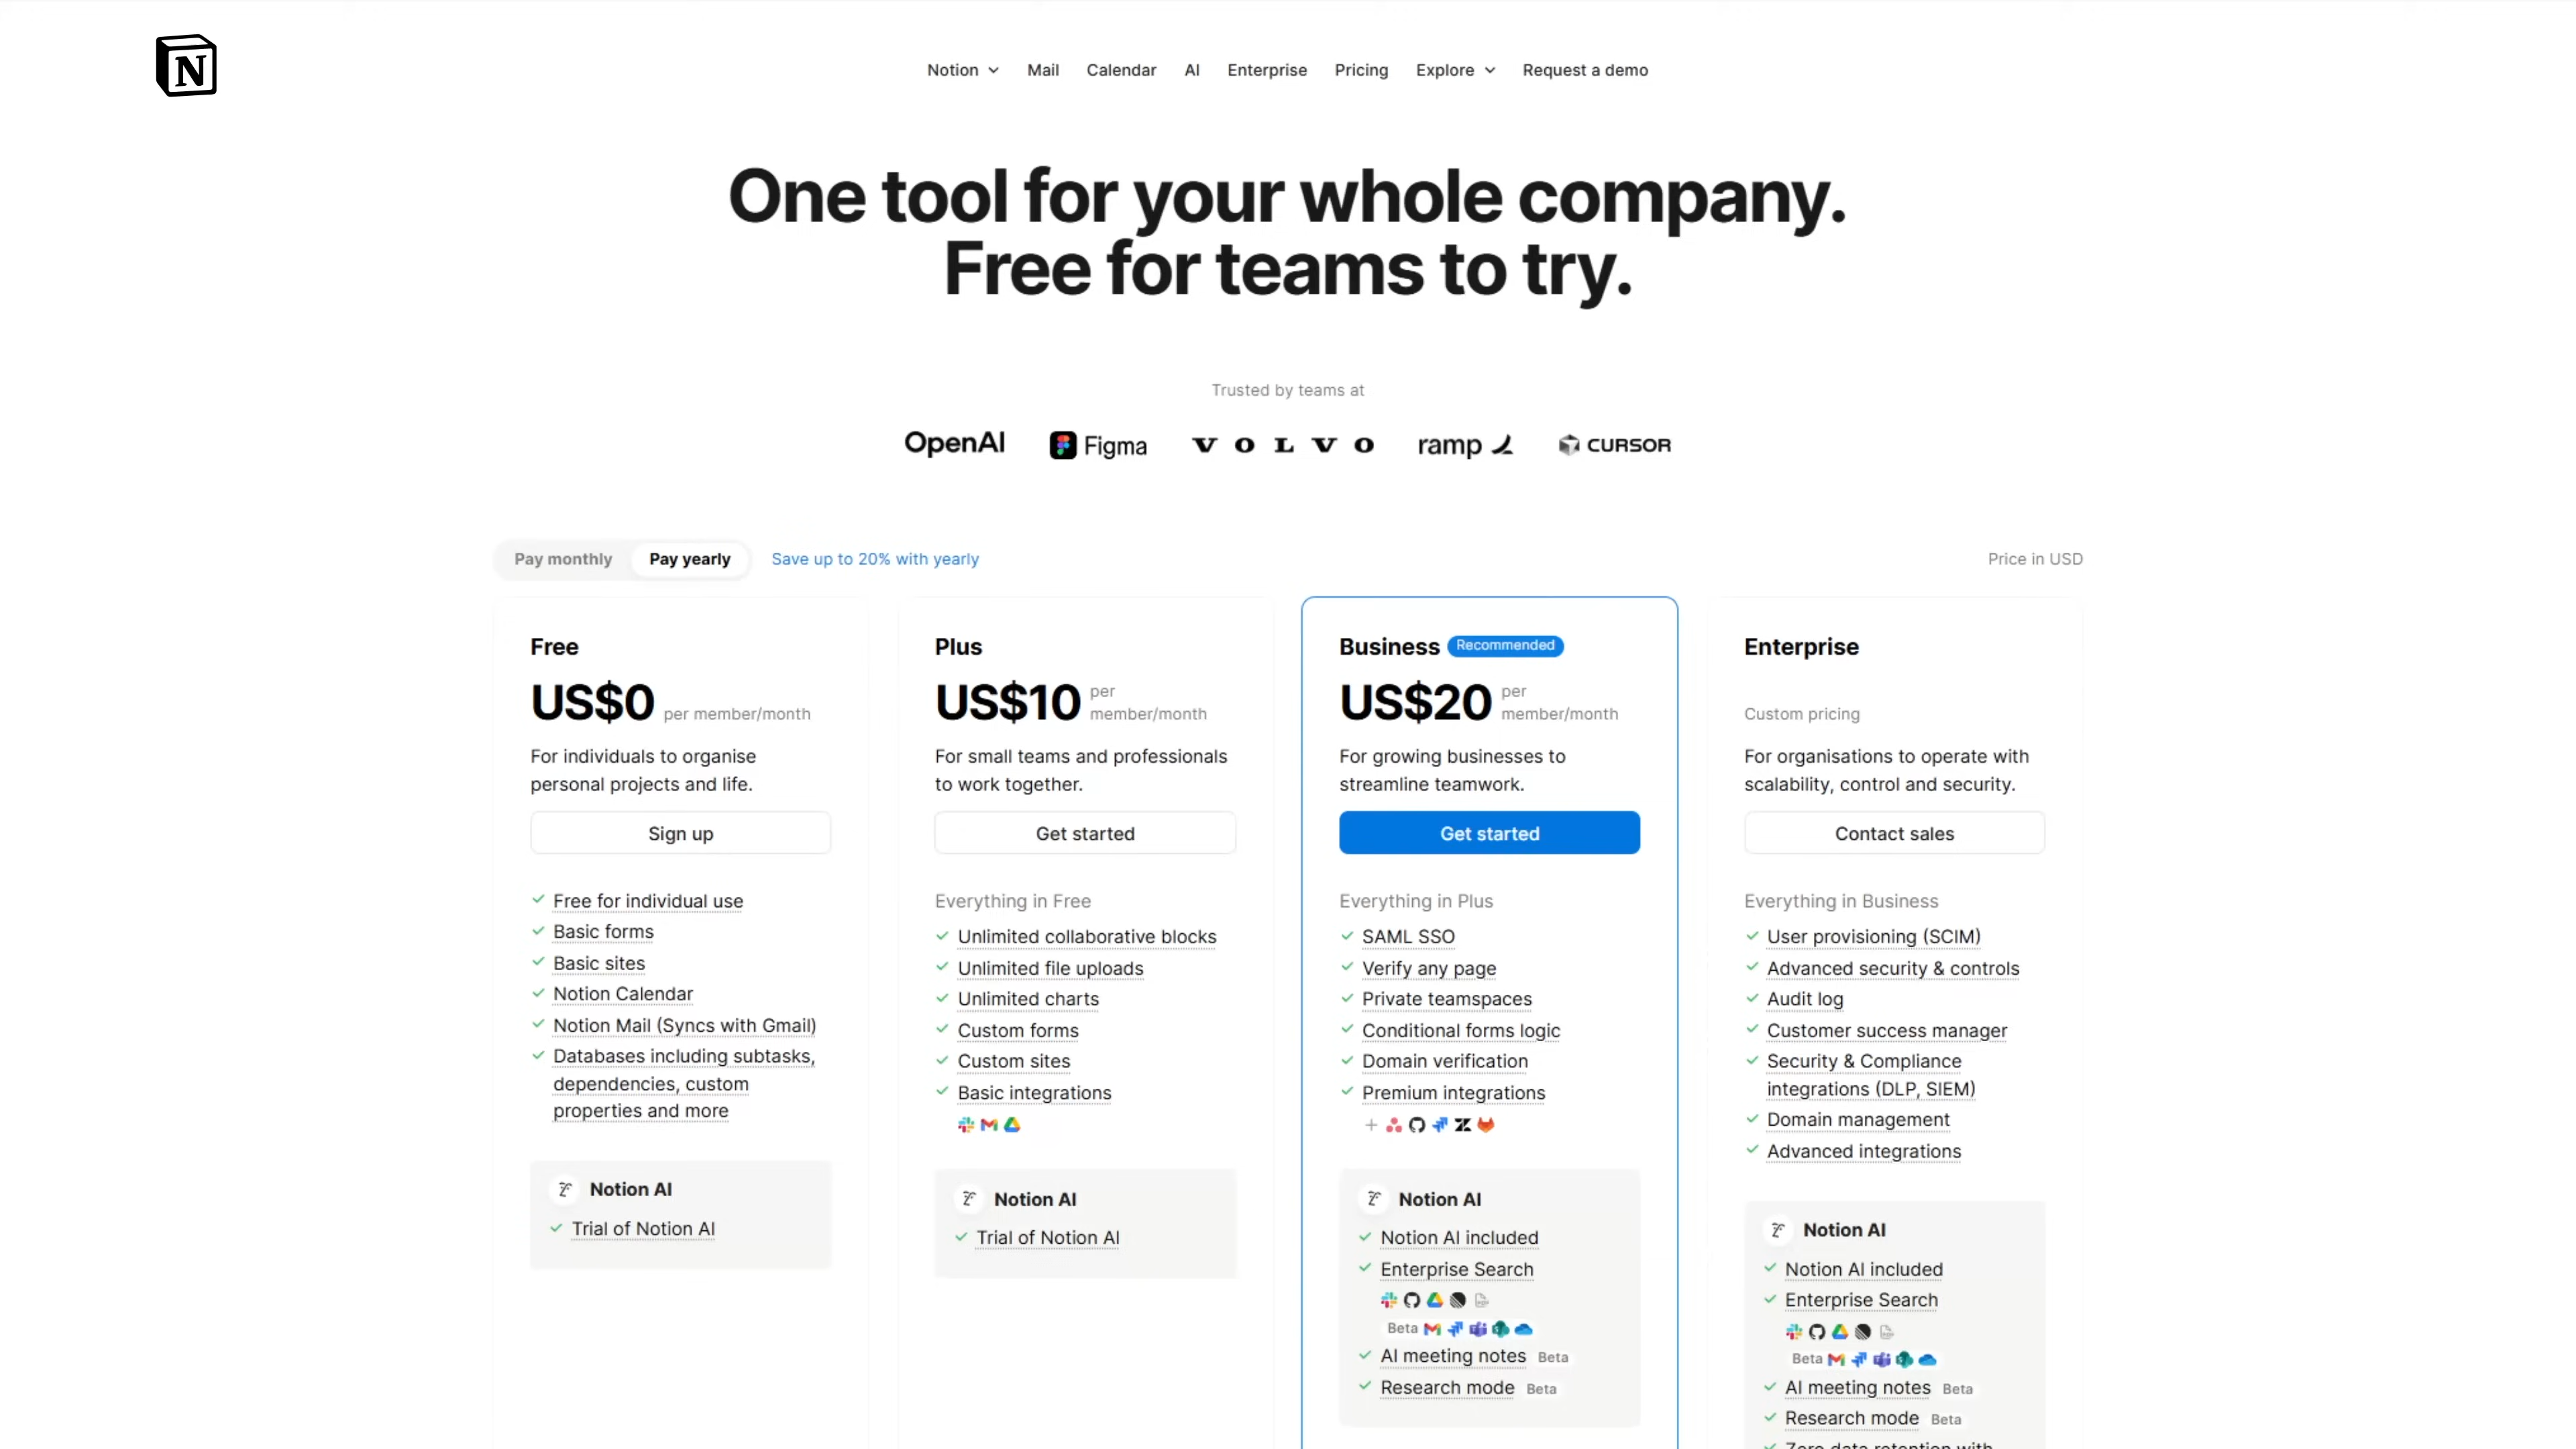 N
Notion
Mail
Calendar
AI
Enterprise
Pricing
Explore
Request a demo
One tool for your whole company.
Free for teams to try.
Trusted by teams at
OpenAI
Figma
VOLVO
ramp
CURSOR
Pay monthly
Pay yearly
Save up to 20% with yearly
Price in USD
Free
US$0 per member/month
For individuals to organise
personal projects and life.
Sign up
Free for individual use
Basic forms
Basic sites
Notion Calendar
Notion Mail (Syncs with Gmail)
Databases including subtasks,
dependencies, custom
properties and more
Notion AI
Trial of Notion AI
Plus
US$10 per
member/month
For small teams and professionals
to work together.
Get started
Everything in Free
Unlimited collaborative blocks
Unlimited file uploads
Unlimited charts
Custom forms
Custom sites
Basic integrations
Notion AI
Trial of Notion AI
Business Recommended
US$20 per
member/month
For growing businesses to
streamline teamwork.
Get started
Everything in Plus
SAML SSO
Verify any page
Private teamspaces
Conditional forms logic
Domain verification
Premium integrations
+
Notion AI
Notion AI included
Enterprise Search
Beta
AI meeting notes Beta
Research mode Beta
Enterprise
Custom pricing
For organisations to operate with
scalability, control and security.
Contact sales
Everything in Business
User provisioning (SCIM)
Advanced security & controls
Audit log
Customer success manager
Security & Compliance
integrations (DLP, SIEM)
Domain management
Advanced integrations
Notion AI
Notion AI included
Enterprise Search
Beta
AI meeting notes Beta
Research mode Beta
Zero data retention with